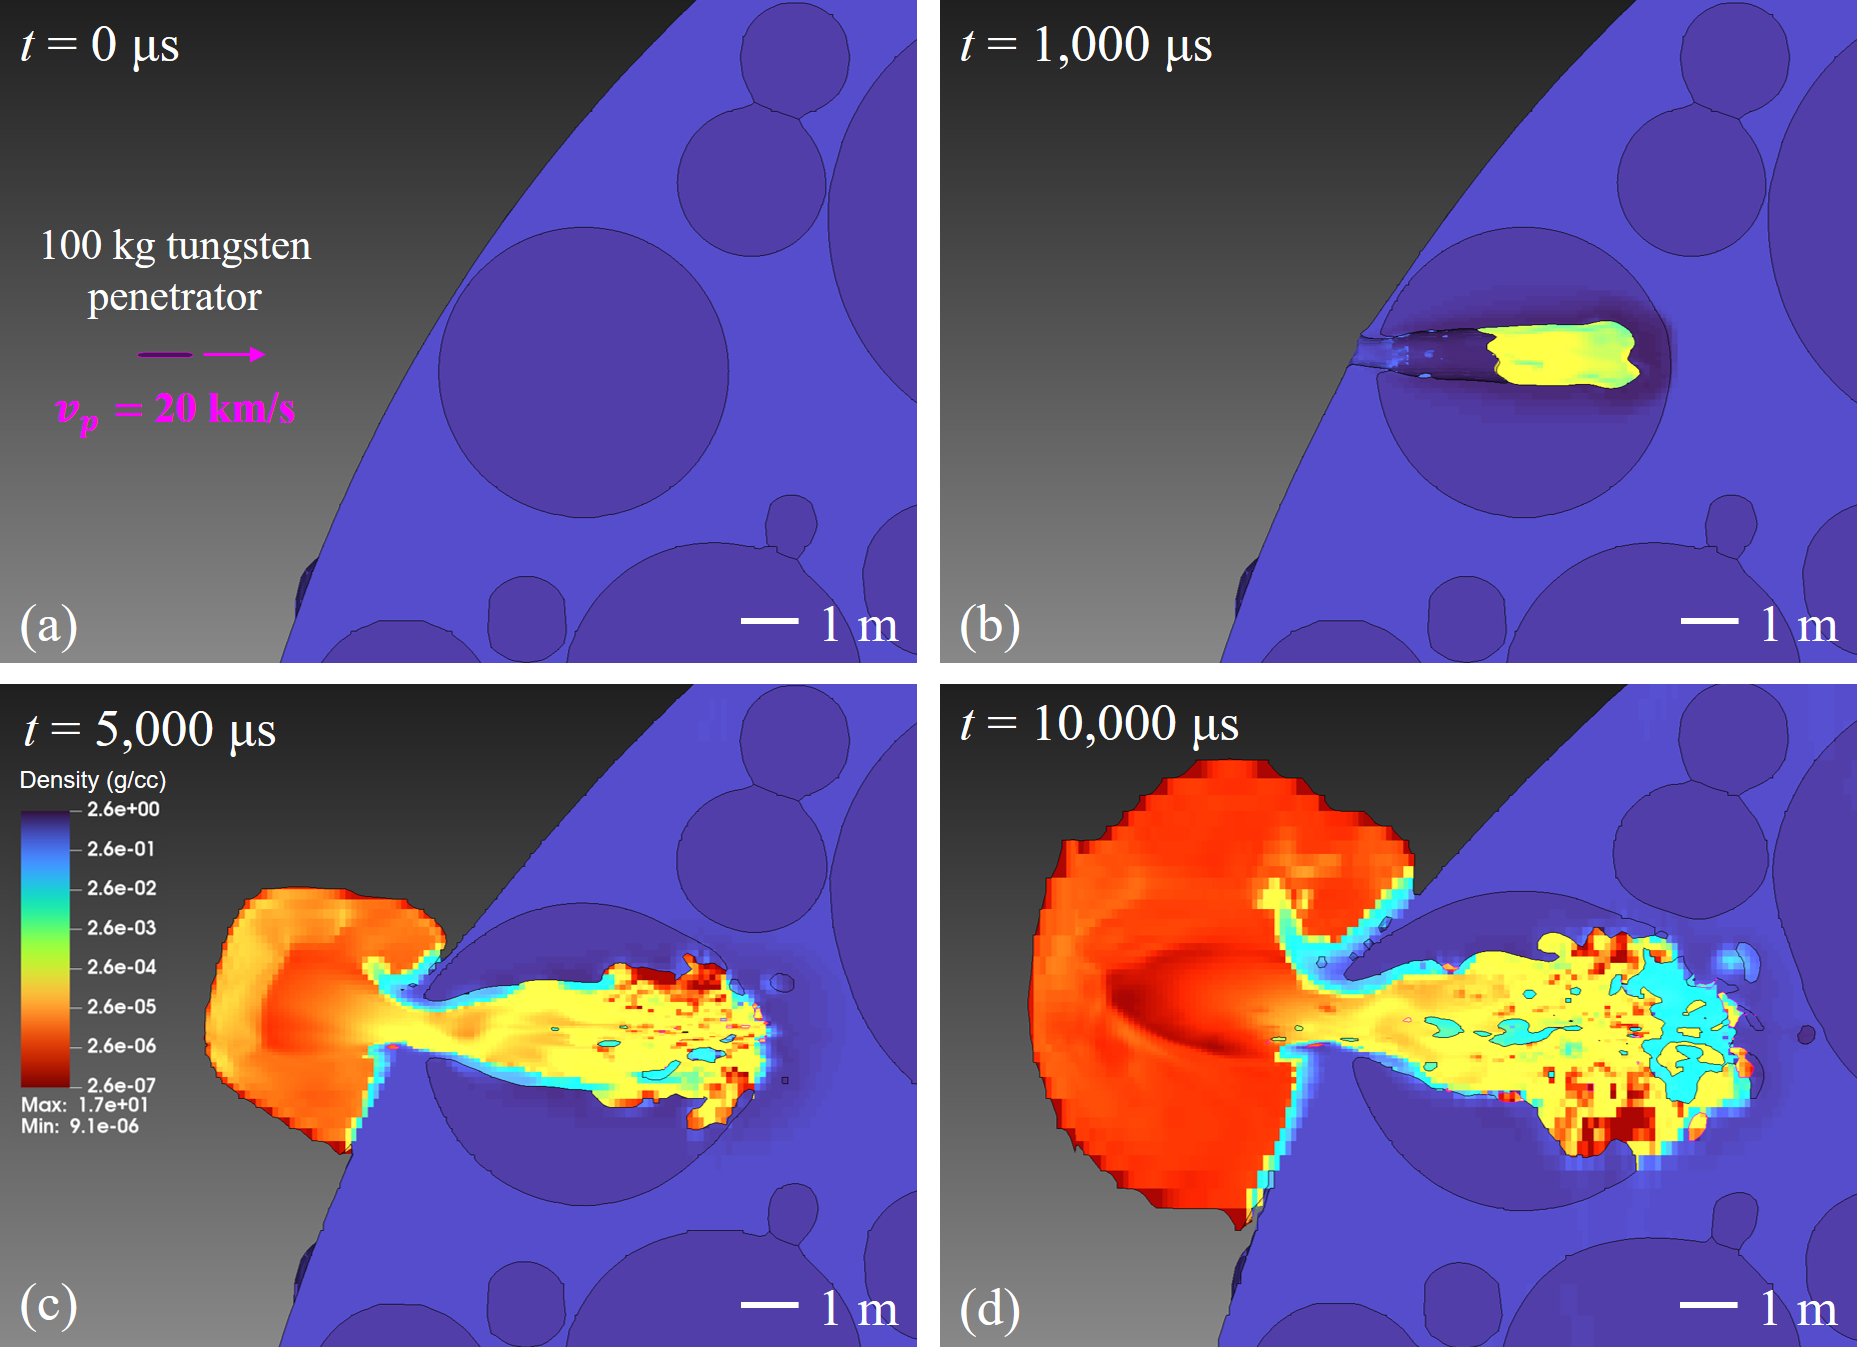 t = 0 μs
100 kg tungsten
penetrator
vₚ = 20 km/s
(a)
1 m
t = 1,000 μs
(b)
1 m
t = 5,000 μs
Density (g/cc)
2.6e+00
2.6e-01
2.6e-02
2.6e-03
2.6e-04
2.6e-05
2.6e-06
2.6e-07
Max: 1.7e+01
Min: 9.1e-06
(c)
1 m
t = 10,000 μs
(d)
1 m